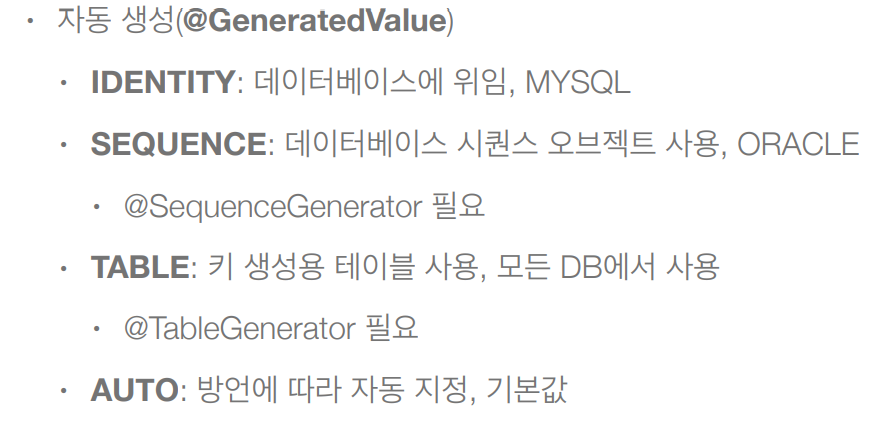 • 자동 생성(@GeneratedValue)
• IDENTITY: 데이터베이스에 위임, MYSQL
• SEQUENCE: 데이터베이스 시퀀스 오브젝트 사용, ORACLE
• @SequenceGenerator 필요
• TABLE: 키 생성용 테이블 사용, 모든 DB에서 사용
• @TableGenerator 필요
• AUTO: 방언에 따라 자동 지정, 기본값